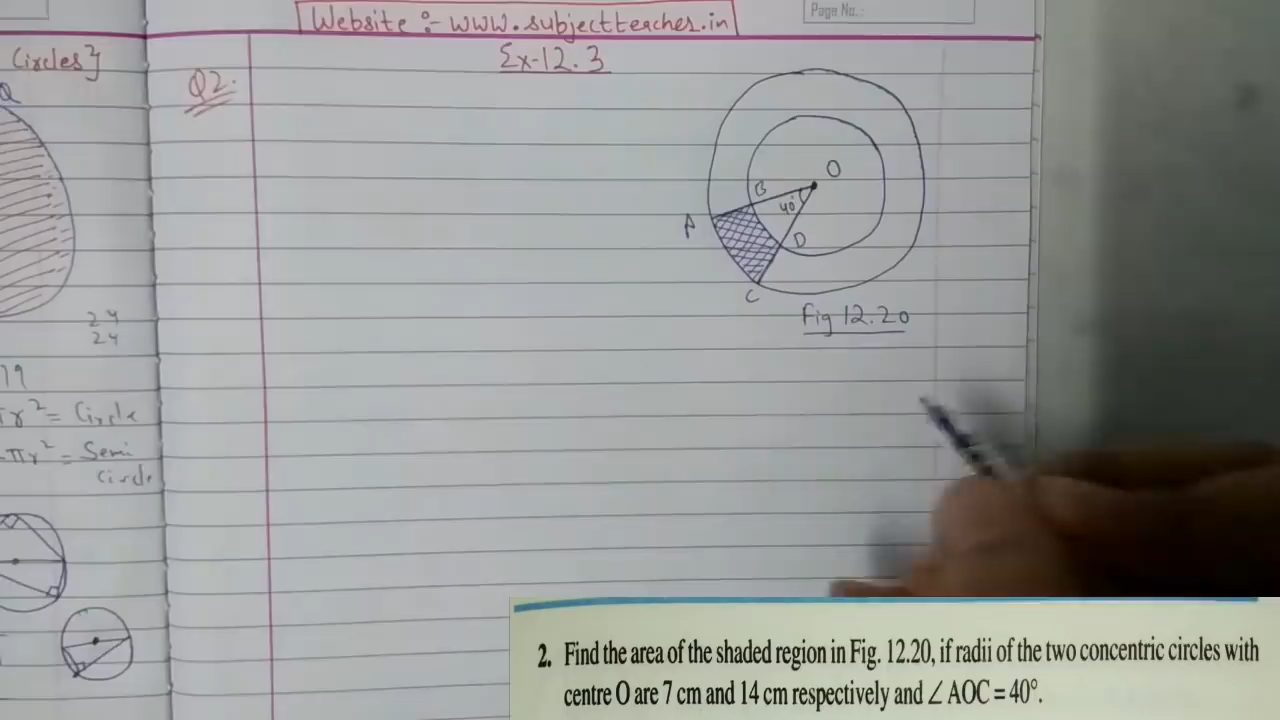 Website :- www.subjectteacher.in
Page No.:
Circles}
Ex-12.3
Q2.
Q
O
B
40°
A
D
C
Fig 12.20
24
24
πr² = Circle
πr² = Semi
Circle
2. Find the area of the shaded region in Fig. 12.20, if radii of the two concentric circles with
centre O are 7 cm and 14 cm respectively and ∠ AOC = 40°.